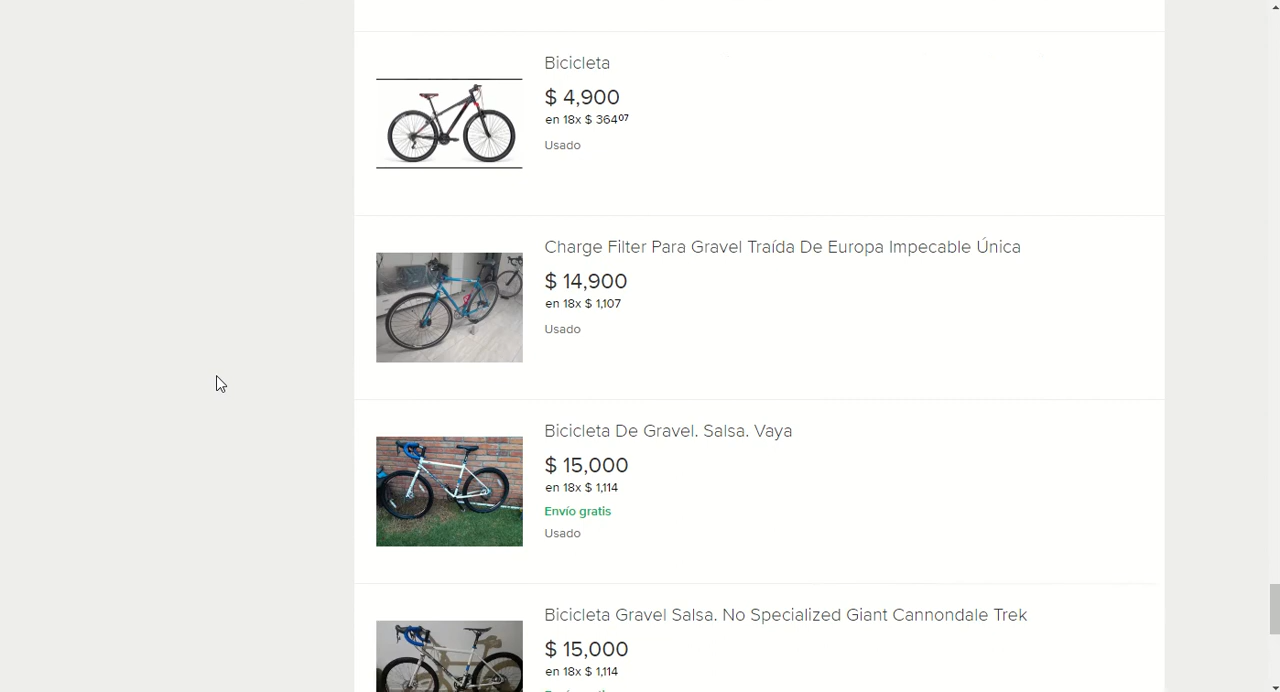 Bicicleta
$ 4,900
en 18x $ 364⁰⁷
Usado
Charge Filter Para Gravel Traída De Europa Impecable Única
$ 14,900
en 18x $ 1,107
Usado
Bicicleta De Gravel. Salsa. Vaya
$ 15,000
en 18x $ 1,114
Envío gratis
Usado
Bicicleta Gravel Salsa. No Specialized Giant Cannondale Trek
$ 15,000
en 18x $ 1,114